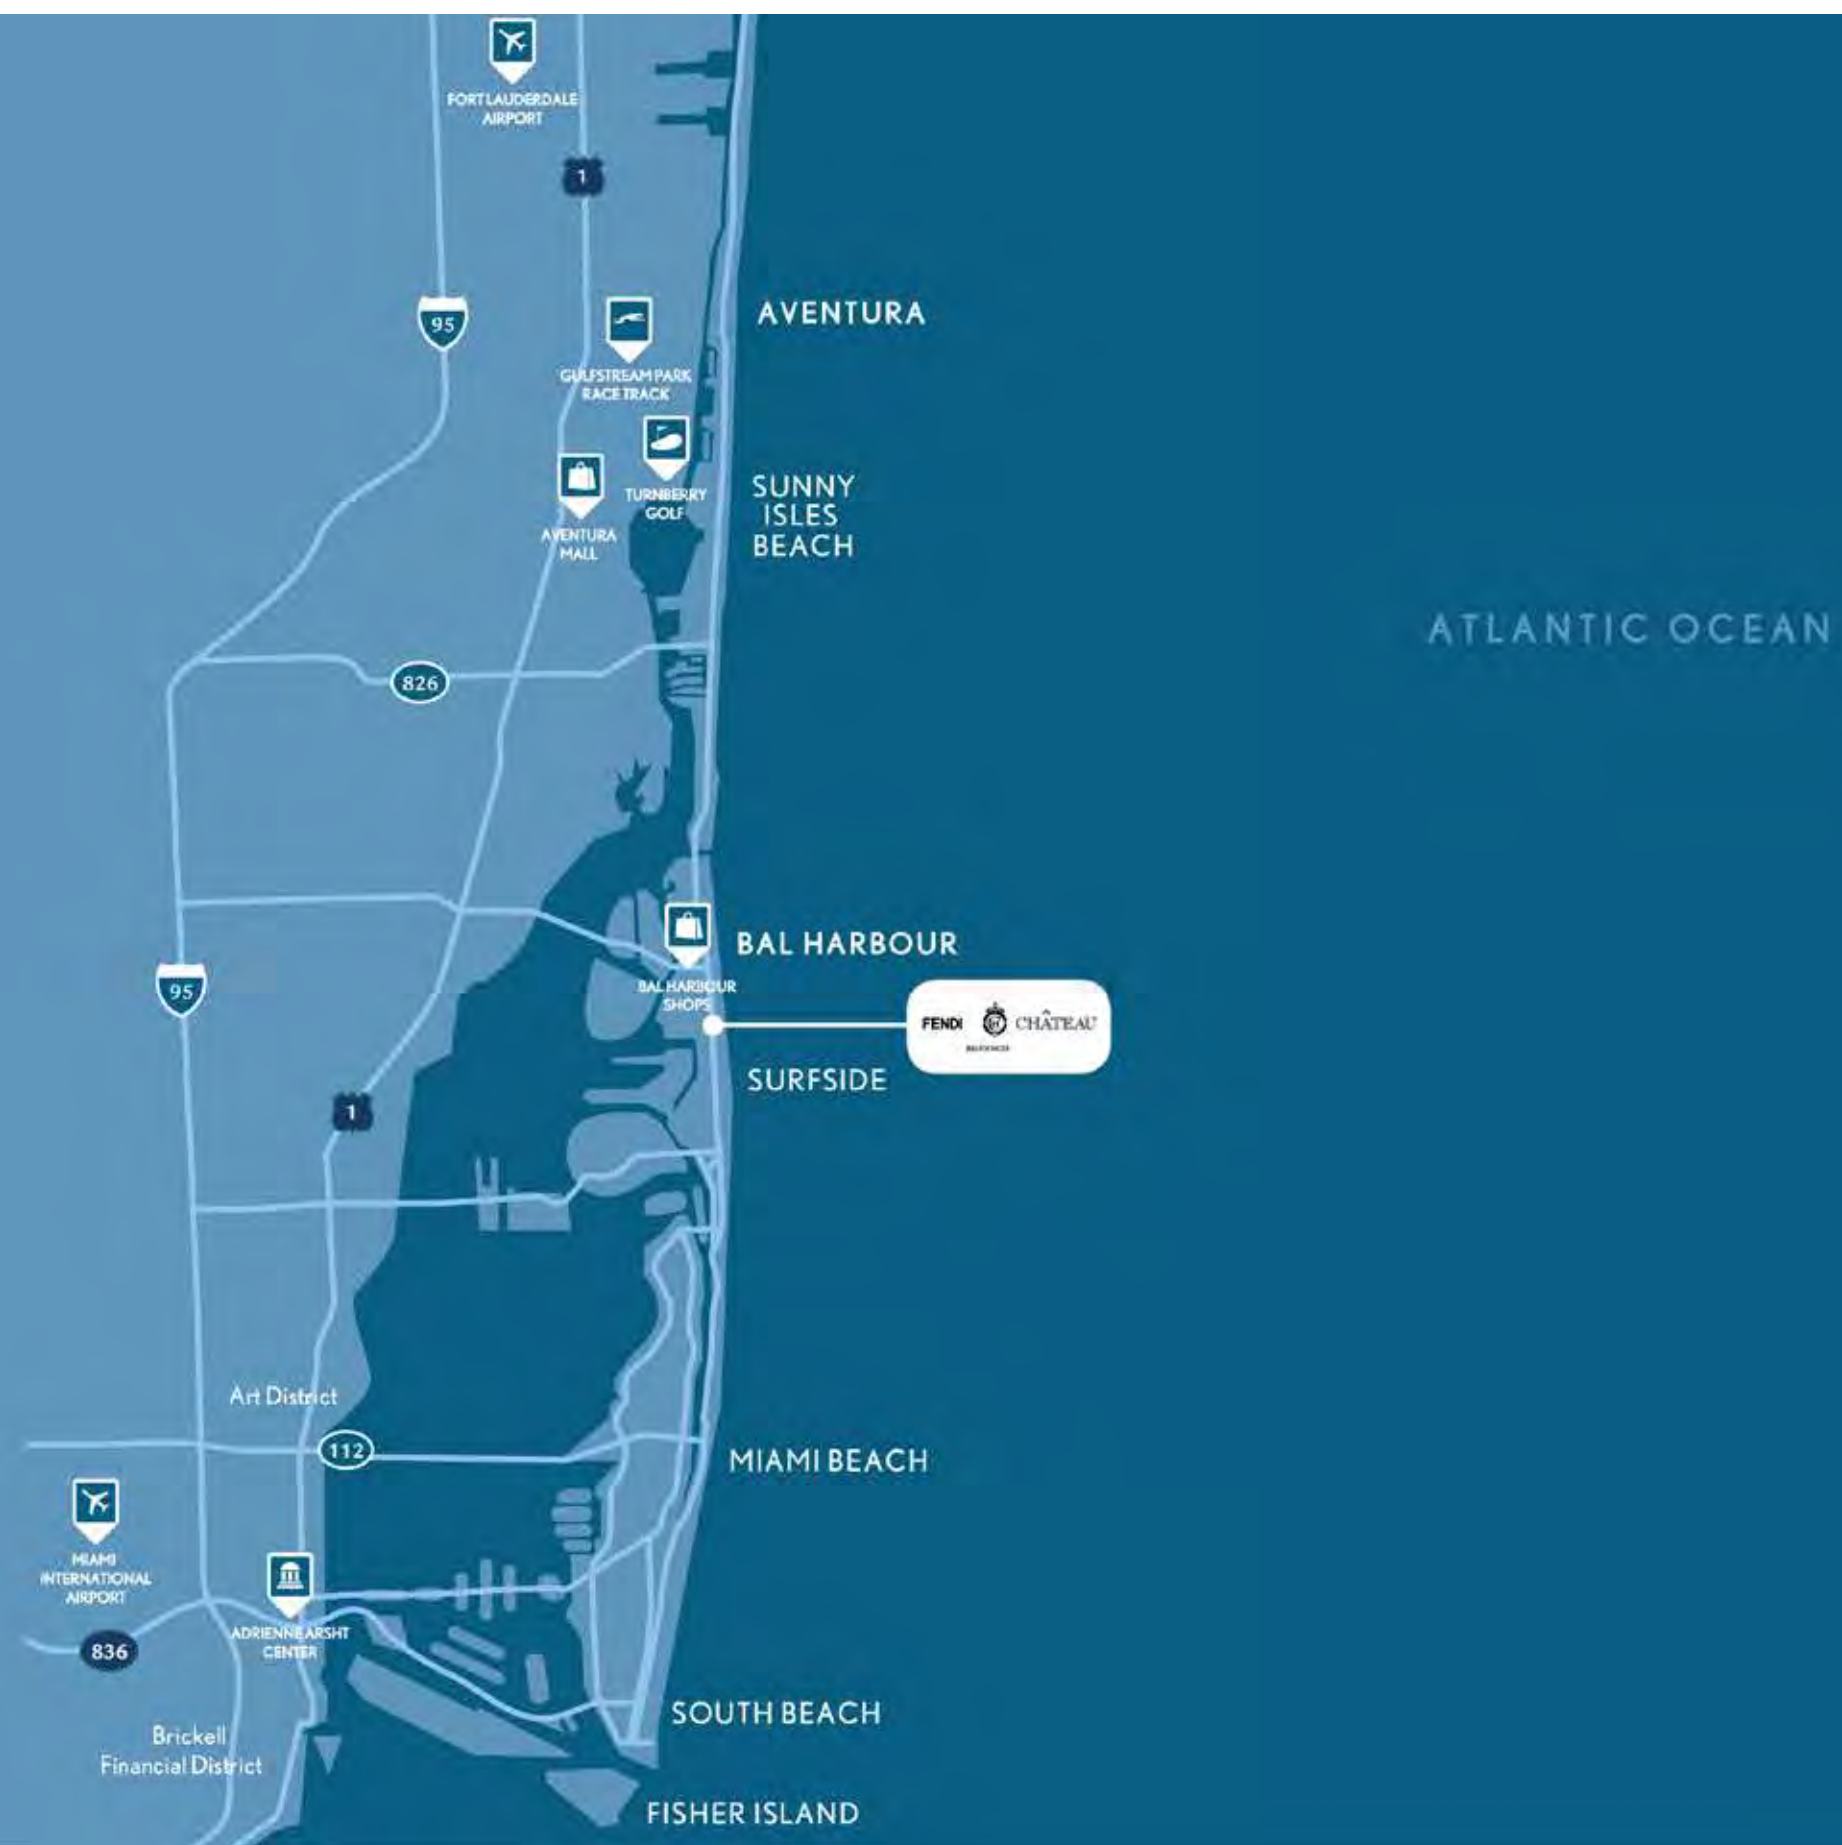 FORT LAUDERDALE
AIRPORT
1
95
AVENTURA
GULFSTREAM PARK
RACE TRACK
TURNBERRY
GOLF
AVENTURA
MALL
SUNNY
ISLES
BEACH
ATLANTIC OCEAN
826
BAL HARBOUR
BAL HARBOUR
SHOPS
95
FENDI CHÂTEAU
RESIDENCES
SURFSIDE
1
Art District
112
MIAMI BEACH
MIAMI
INTERNATIONAL
AIRPORT
ADRIENNE ARSHT
CENTER
836
SOUTH BEACH
Brickell
Financial District
FISHER ISLAND